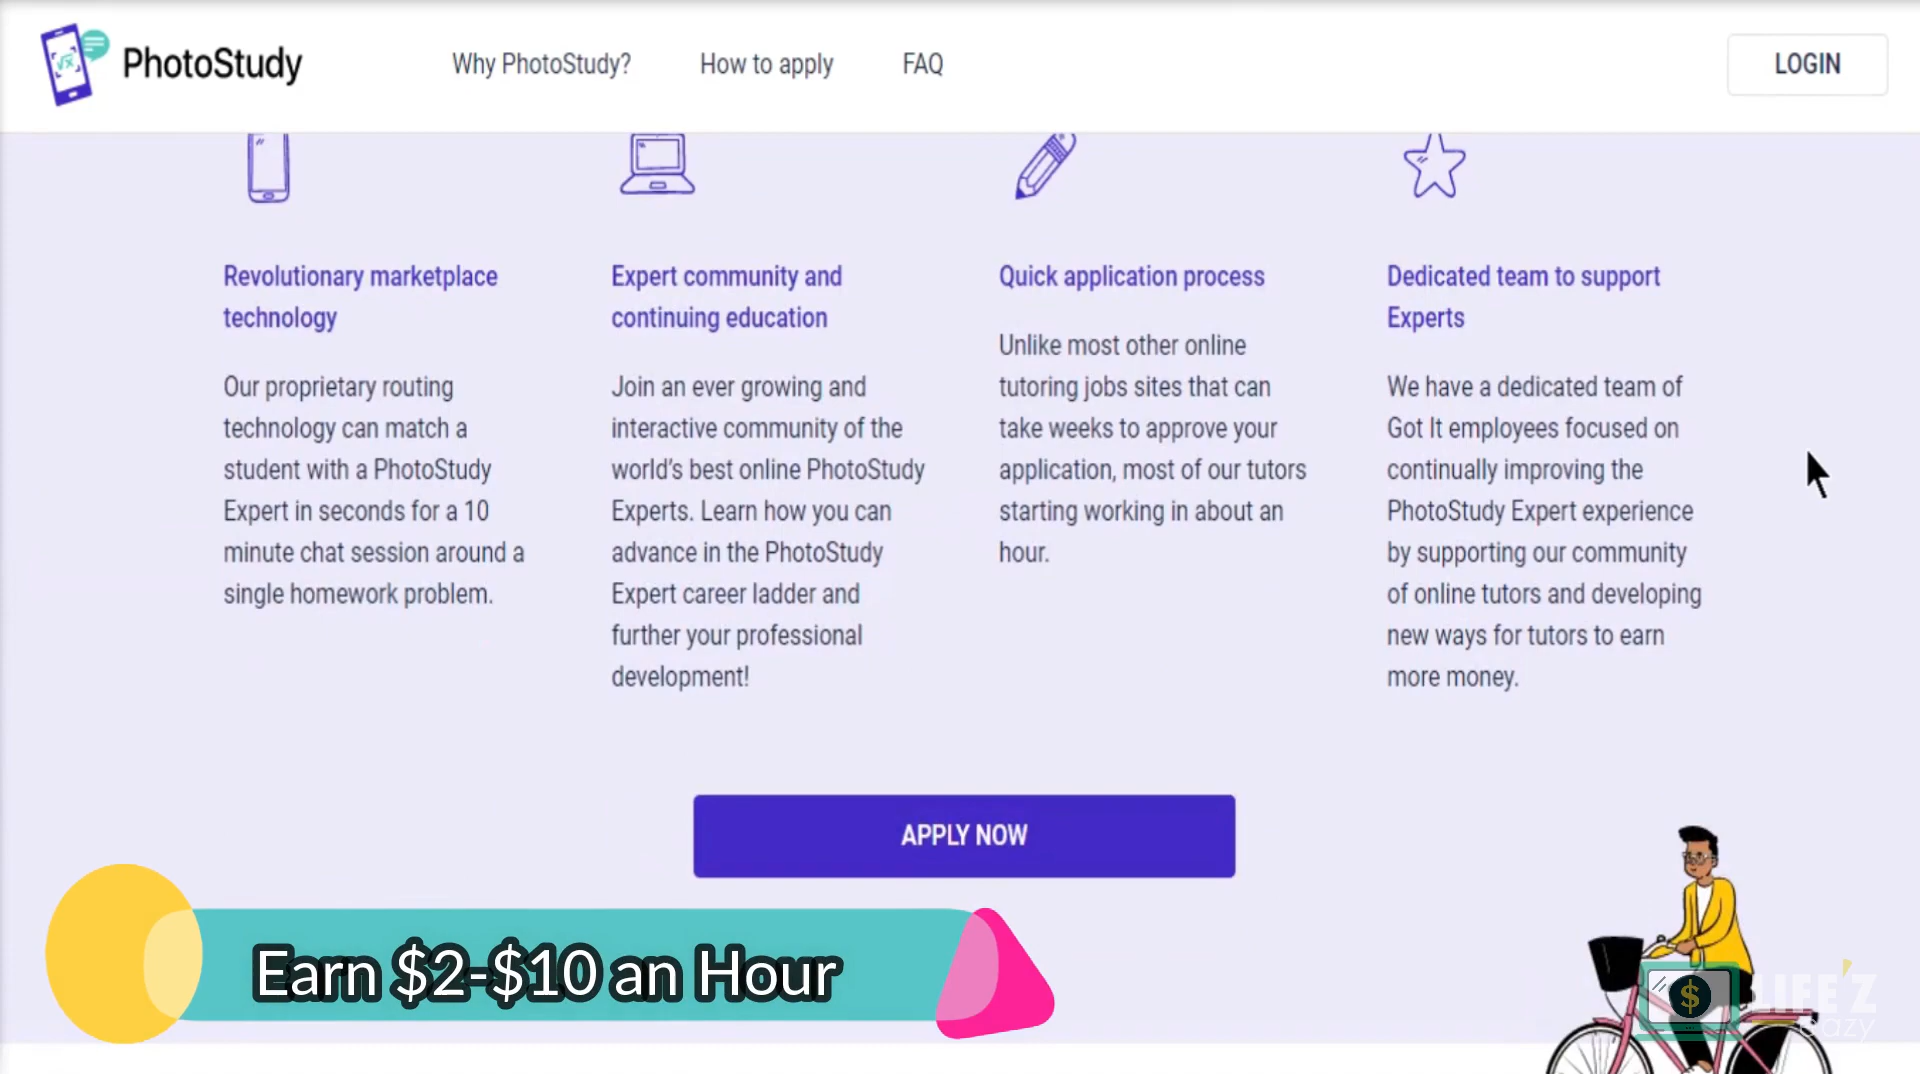 PhotoStudy
Why PhotoStudy?
How to apply
FAQ
LOGIN
Revolutionary marketplace
technology
Our proprietary routing
technology can match a
student with a PhotoStudy
Expert in seconds for a 10
minute chat session around a
single homework problem.
Expert community and
continuing education
Join an ever growing and
interactive community of the
world's best online PhotoStudy
Experts. Learn how you can
advance in the PhotoStudy
Expert career ladder and
further your professional
development!
Quick application process
Unlike most other online
tutoring jobs sites that can
take weeks to approve your
application, most of our tutors
starting working in about an
hour.
Dedicated team to support
Experts
We have a dedicated team of
Got It employees focused on
continually improving the
PhotoStudy Expert experience
by supporting our community
of online tutors and developing
new ways for tutors to earn
more money.
APPLY NOW
Earn $2-$10 an Hour
$
LIFE'Z
eazy